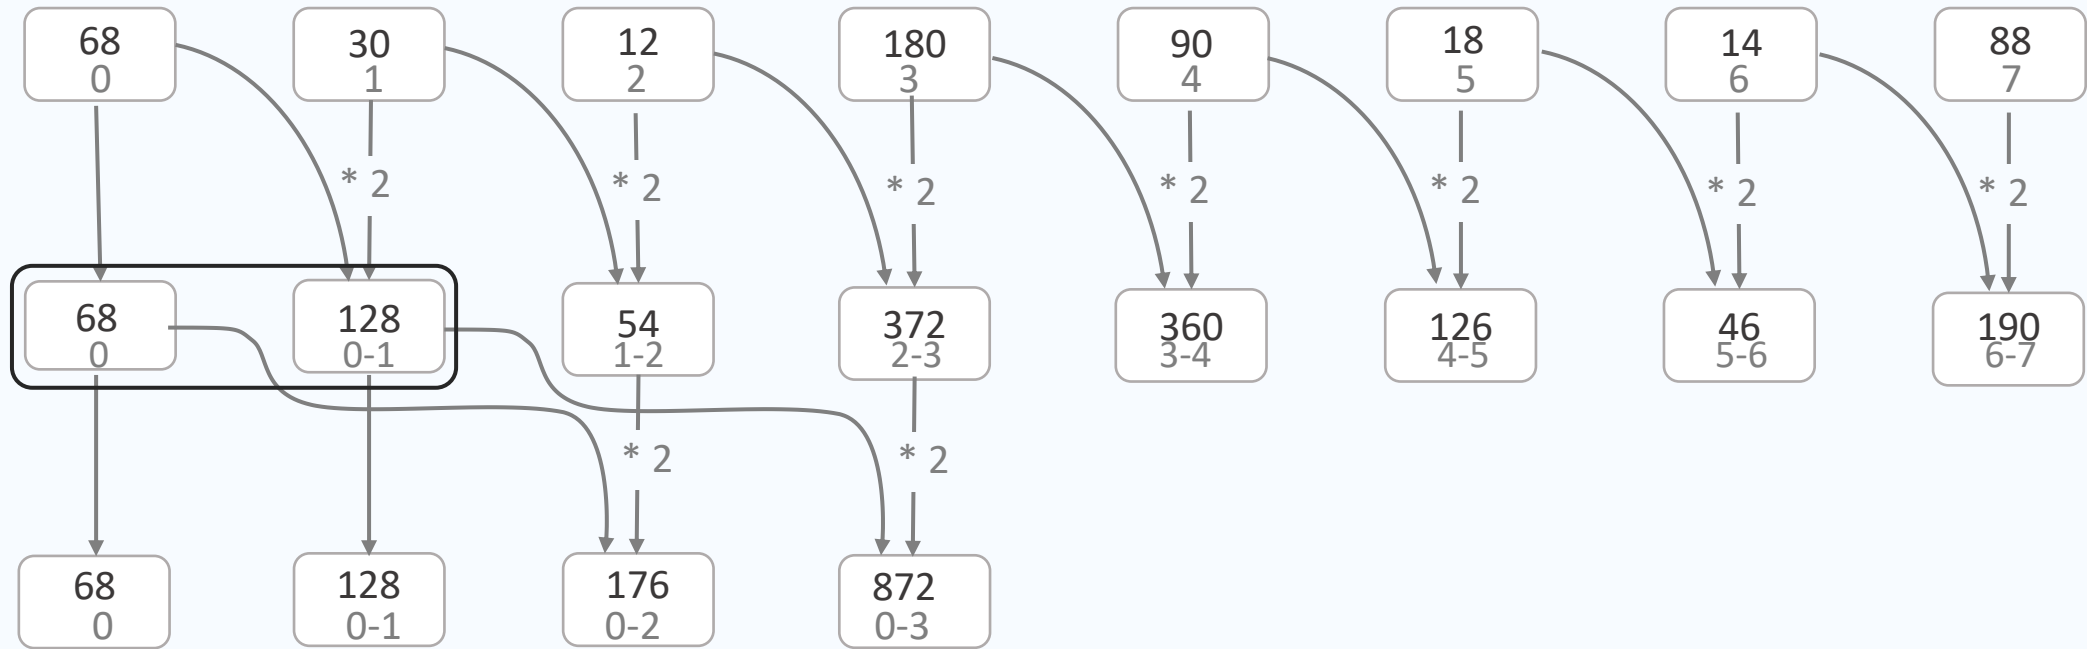 68 30 12 180 90 18 14 88
0 1 2 3 4 5 6 7
* 2 * 2 * 2 * 2 * 2 * 2 * 2
68 128 54 372 360 126 46 190
0 0-1 1-2 2-3 3-4 4-5 5-6 6-7
* 2 * 2
68 128 176 872
0 0-1 0-2 0-3